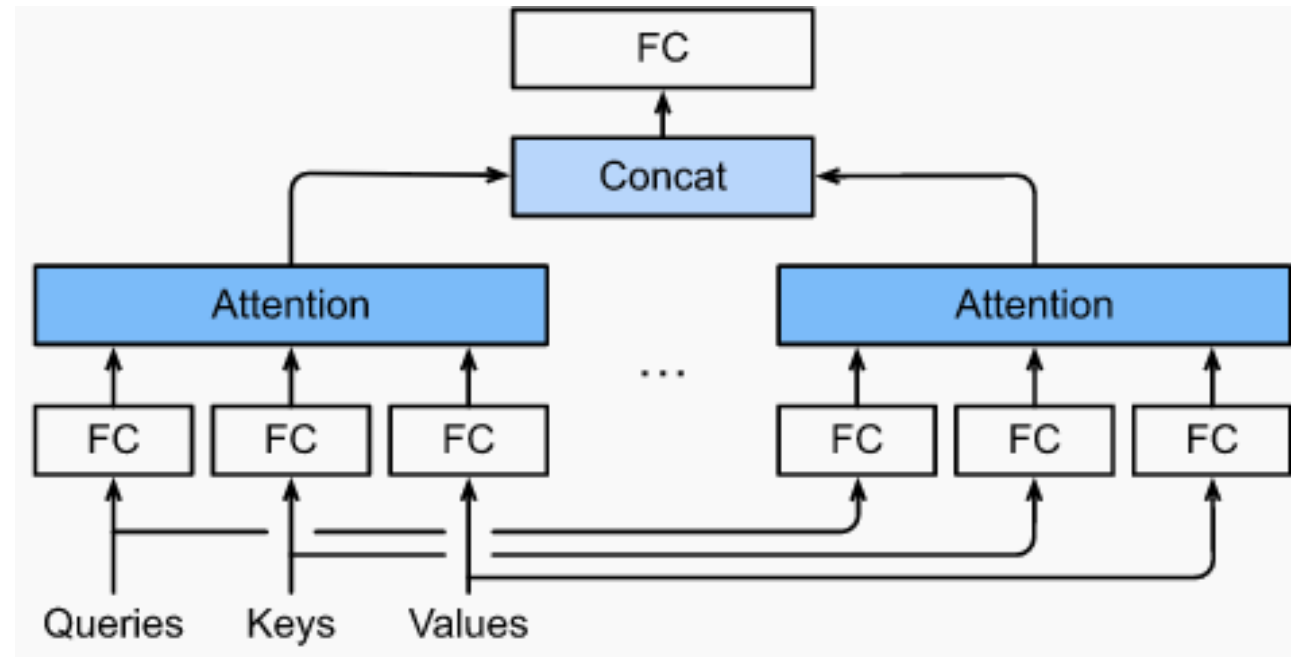 FC
Concat
Attention
Attention
...
FC
FC
FC
FC
FC
FC
Queries
Keys
Values